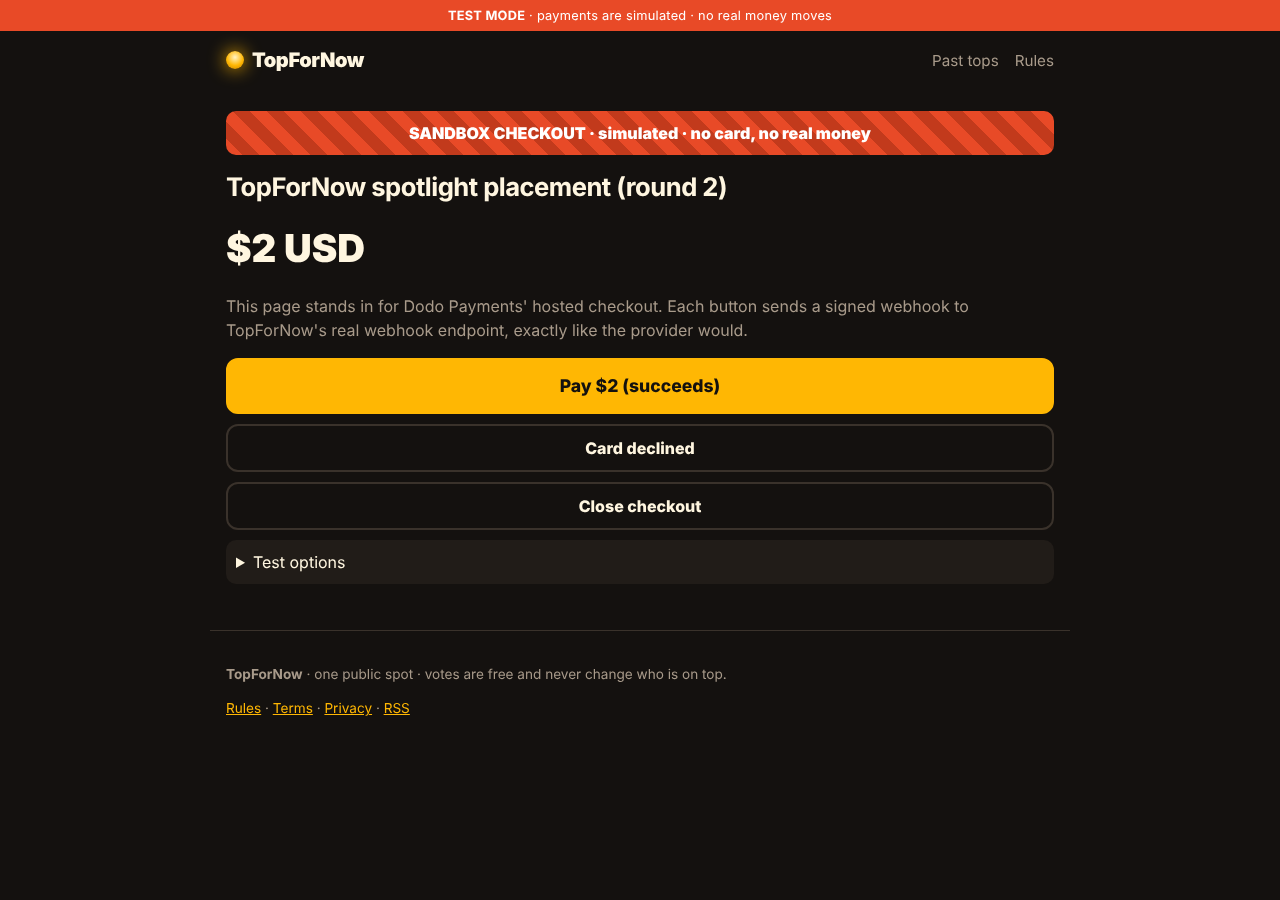 TEST MODE · payments are simulated · no real money moves
TopForNow
Past tops
Rules
SANDBOX CHECKOUT · simulated · no card, no real money
TopForNow spotlight placement (round 2)
$2 USD
This page stands in for Dodo Payments' hosted checkout. Each button sends a signed webhook to
TopForNow's real webhook endpoint, exactly like the provider would.
Pay $2 (succeeds)
Card declined
Close checkout
Test options
TopForNow · one public spot · votes are free and never change who is on top.
Rules · Terms · Privacy · RSS